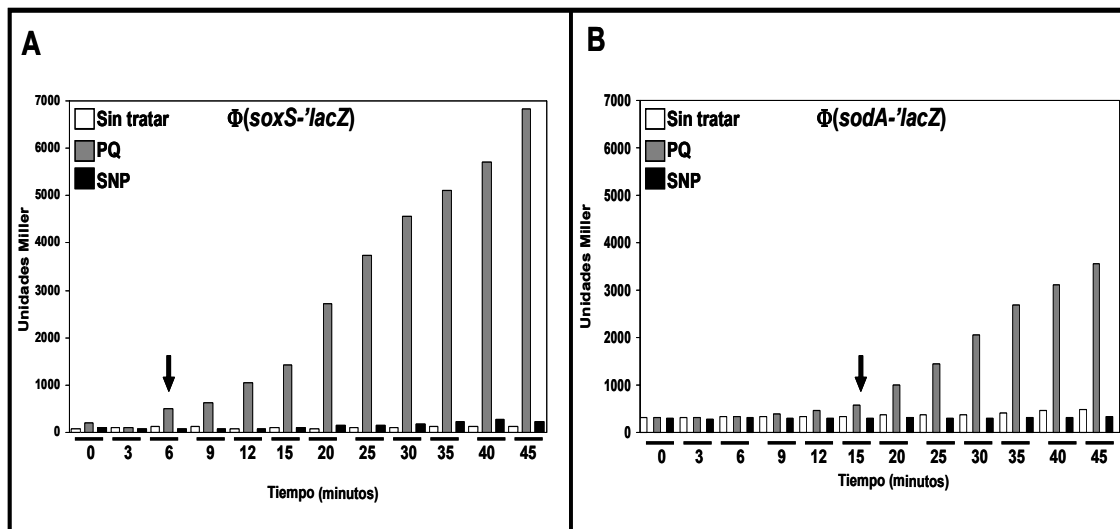 A
Φ(soxS-'lacZ)
Sin tratar
PQ
SNP
7000
6000
5000
4000
3000
2000
1000
0
Unidades Miller
0 3 6 9 12 15 20 25 30 35 40 45
Tiempo (minutos)
B
Φ(sodA-'lacZ)
Sin tratar
PQ
SNP
7000
6000
5000
4000
3000
2000
1000
0
Unidades Miller
0 3 6 9 12 15 20 25 30 35 40 45
Tiempo (minutos)